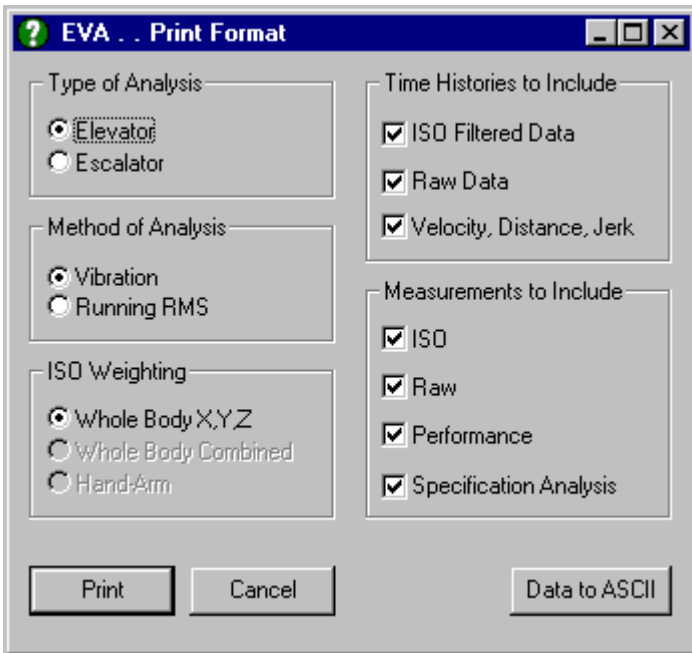 EVA . . Print Format
Type of Analysis
Elevator
Escalator
Method of Analysis
Vibration
Running RMS
ISO Weighting
Whole Body X,Y,Z
Whole Body Combined
Hand-Arm
Time Histories to Include
ISO Filtered Data
Raw Data
Velocity, Distance, Jerk
Measurements to Include
ISO
Raw
Performance
Specification Analysis
Print
Cancel
Data to ASCII